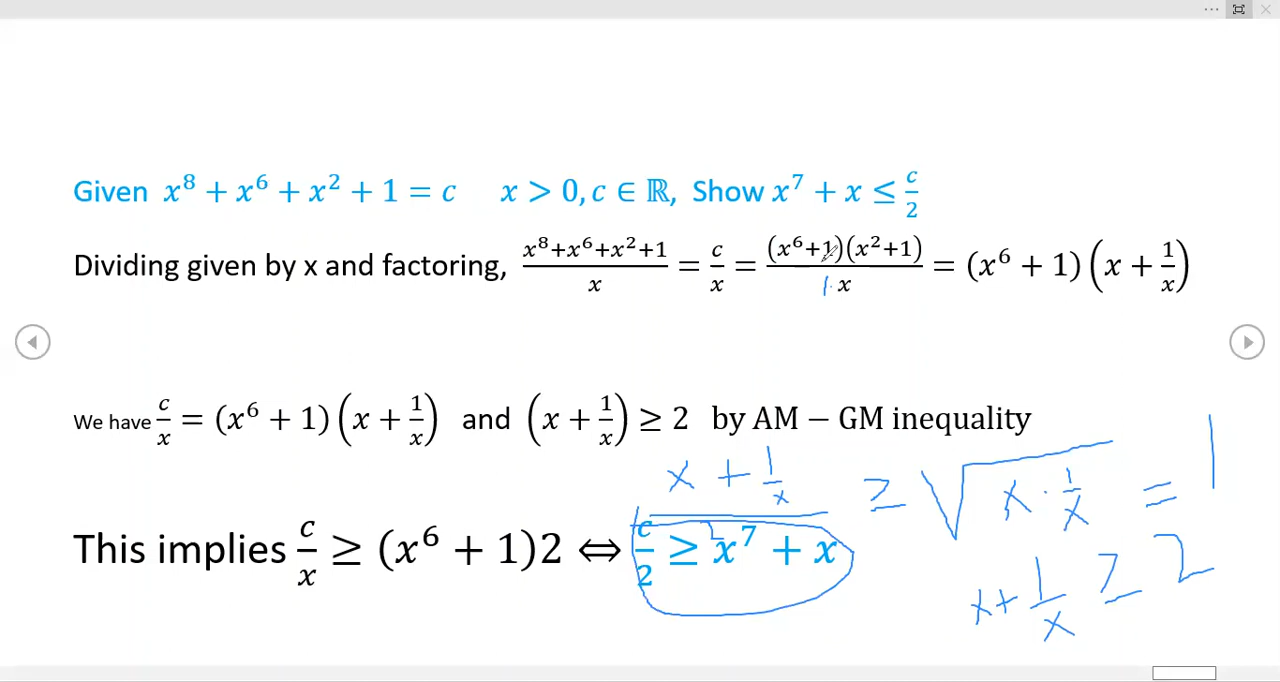 Given x⁸ + x⁶ + x² + 1 = c x > 0, c ∈ ℝ, Show x⁷ + x ≤ c/2
Dividing given by x and factoring, (x⁸+x⁶+x²+1)/x = c/x = ((x⁶+1)(x²+1))/(1·x) = (x⁶ + 1)(x + 1/x)
We have c/x = (x⁶ + 1)(x + 1/x) and (x + 1/x) ≥ 2 by AM − GM inequality
(x + 1/x)/2 ≥ √(x · 1/x) = 1
This implies c/x ≥ (x⁶ + 1)2 ⇔ c/2 ≥ x⁷ + x
x + 1/x ≥ 2